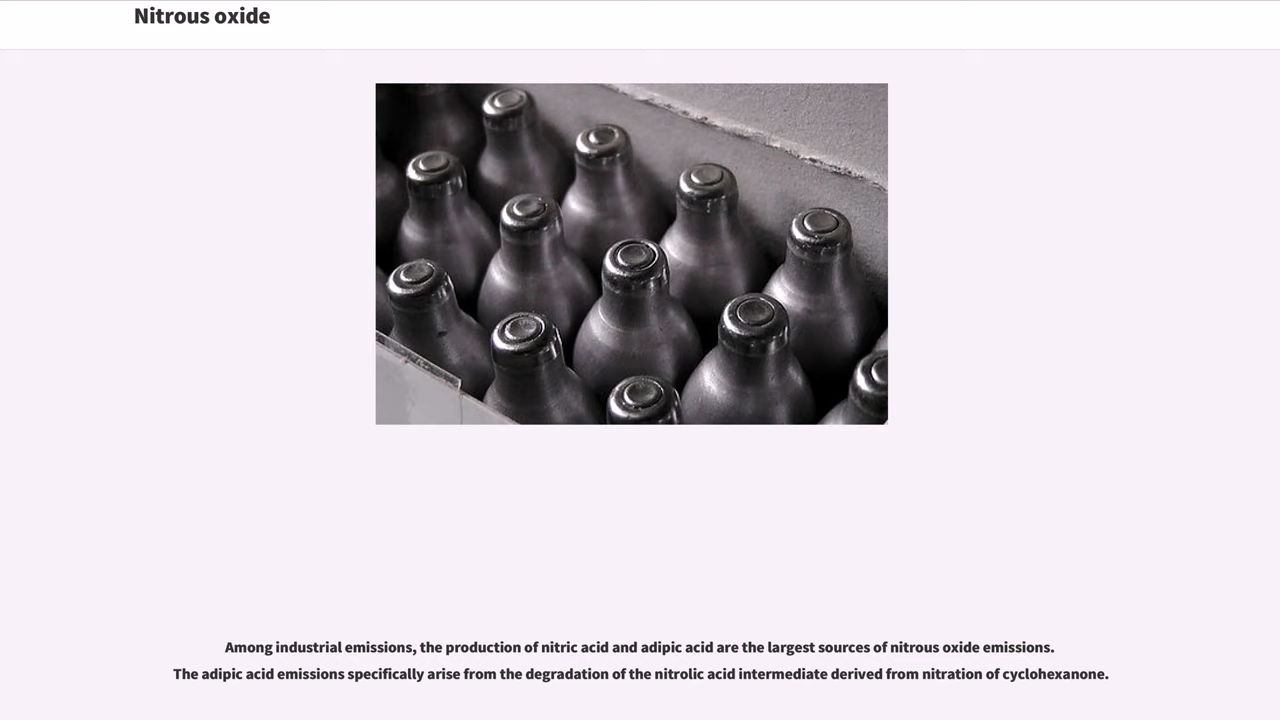 Nitrous oxide
Among industrial emissions, the production of nitric acid and adipic acid are the largest sources of nitrous oxide emissions.
The adipic acid emissions specifically arise from the degradation of the nitrolic acid intermediate derived from nitration of cyclohexanone.